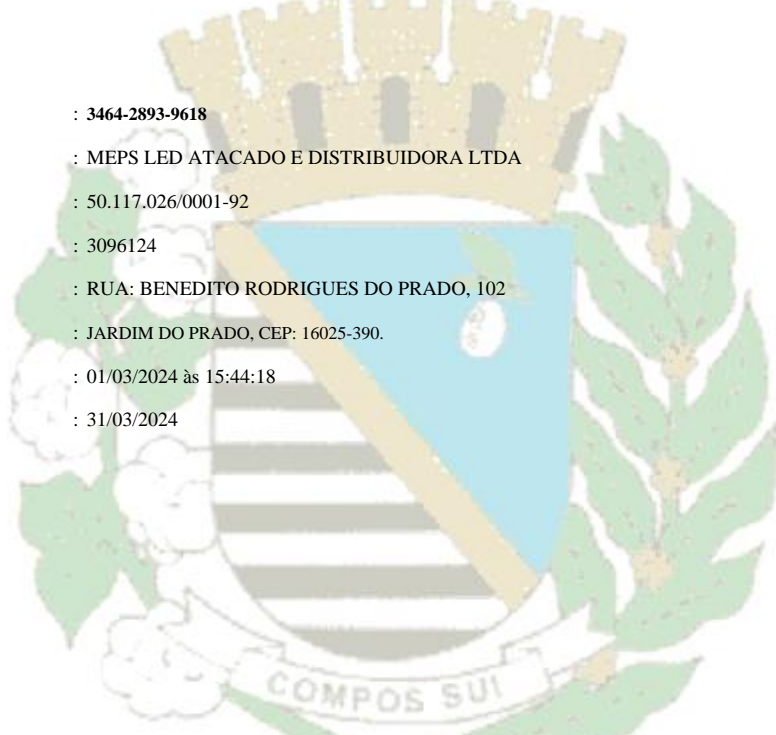 : 3464-2893-9618
: MEPS LED ATACADO E DISTRIBUIDORA LTDA
: 50.117.026/0001-92
: 3096124
: RUA: BENEDITO RODRIGUES DO PRADO, 102
: JARDIM DO PRADO, CEP: 16025-390.
: 01/03/2024 às 15:44:18
: 31/03/2024
COMPOS SUI